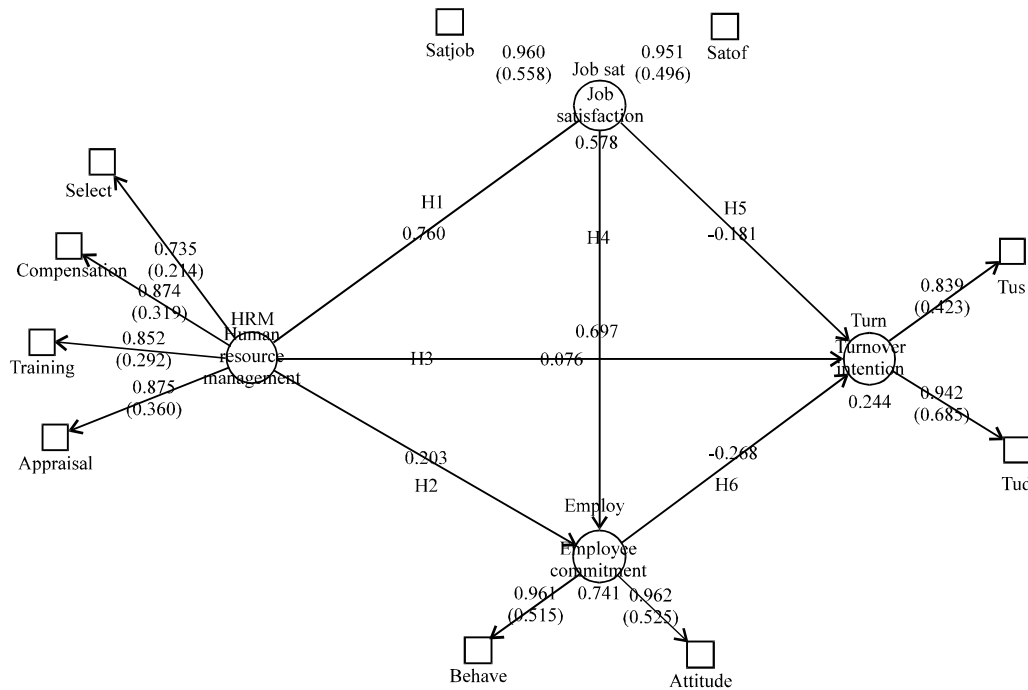 Satjob
0.960
(0.558)
0.951
(0.496)
Satof
Job sat
Job
satisfaction
0.578
Select
H1
0.760
H5
-0.181
H4
0.735
(0.214)
Compensation
0.874
(0.319)
0.839
(0.423)
Tus
HRM
Human
resource
management
0.852
(0.292)
Training
0.697
H3
0.076
Turn
Turnover
intention
0.244
0.875
(0.360)
Appraisal
0.942
(0.685)
0.203
H2
-0.268
H6
Employ
Employee
commitment
0.741
0.961
(0.515)
0.962
(0.525)
Behave
Attitude